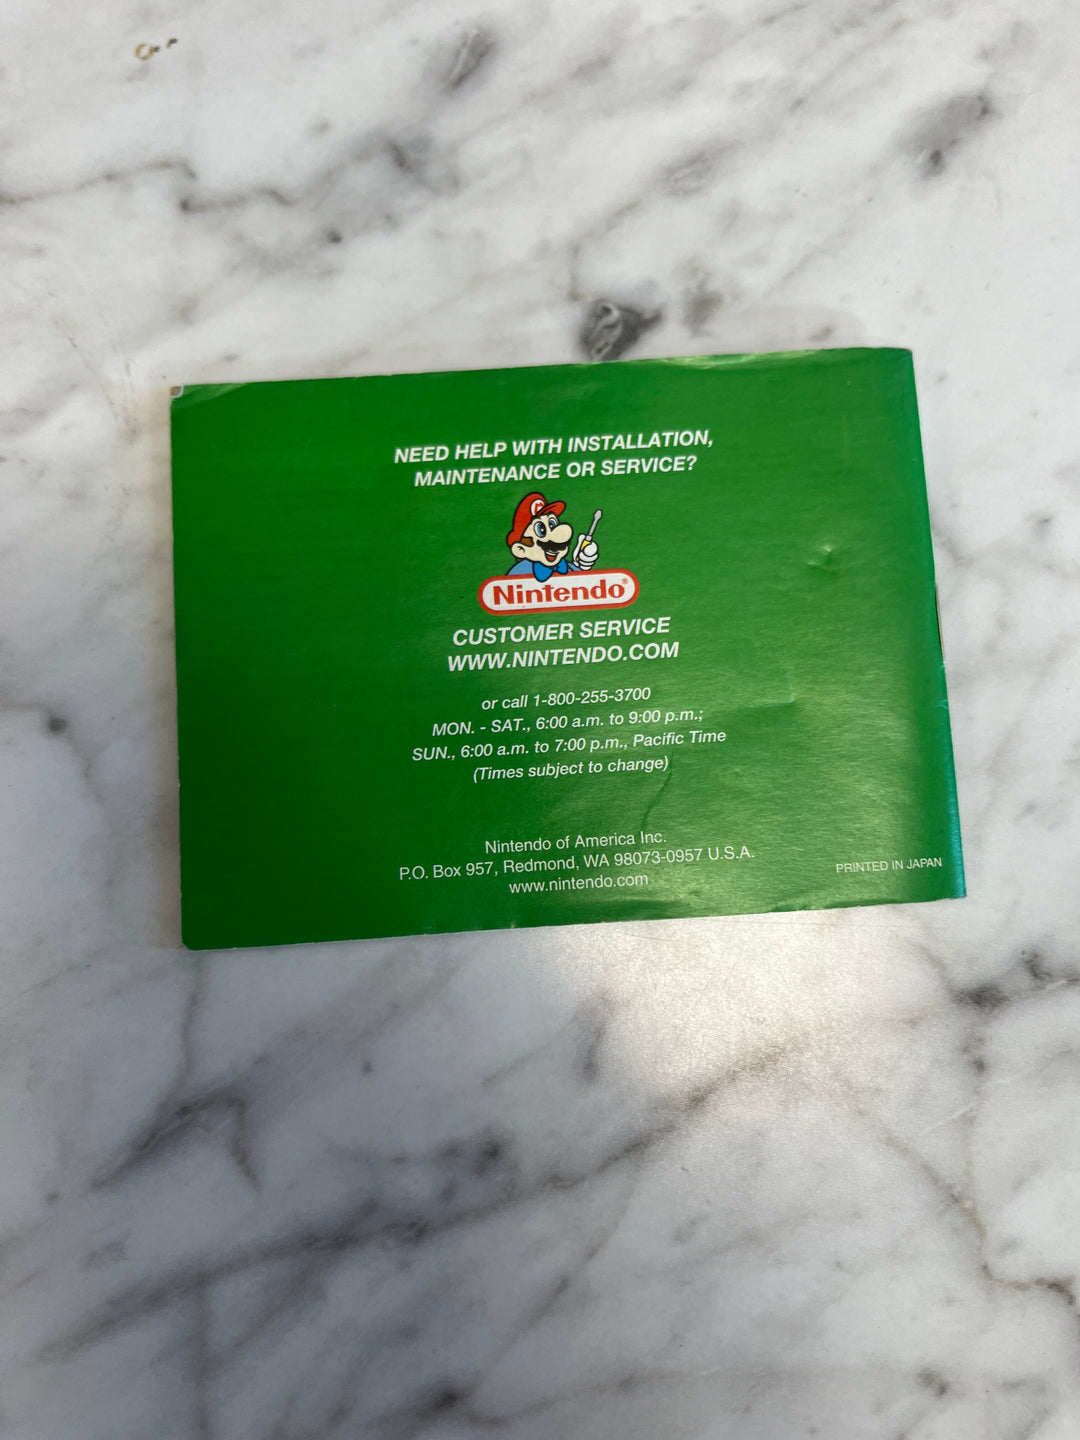 NEED HELP WITH INSTALLATION,
MAINTENANCE OR SERVICE?
M
Nintendo®
CUSTOMER SERVICE
WWW.NINTENDO.COM
or call 1-800-255-3700
MON. - SAT., 6:00 a.m. to 9:00 p.m.;
SUN., 6:00 a.m. to 7:00 p.m., Pacific Time
(Times subject to change)
Nintendo of America Inc.
P.O. Box 957, Redmond, WA 98073-0957 U.S.A.
www.nintendo.com
PRINTED IN JAPAN